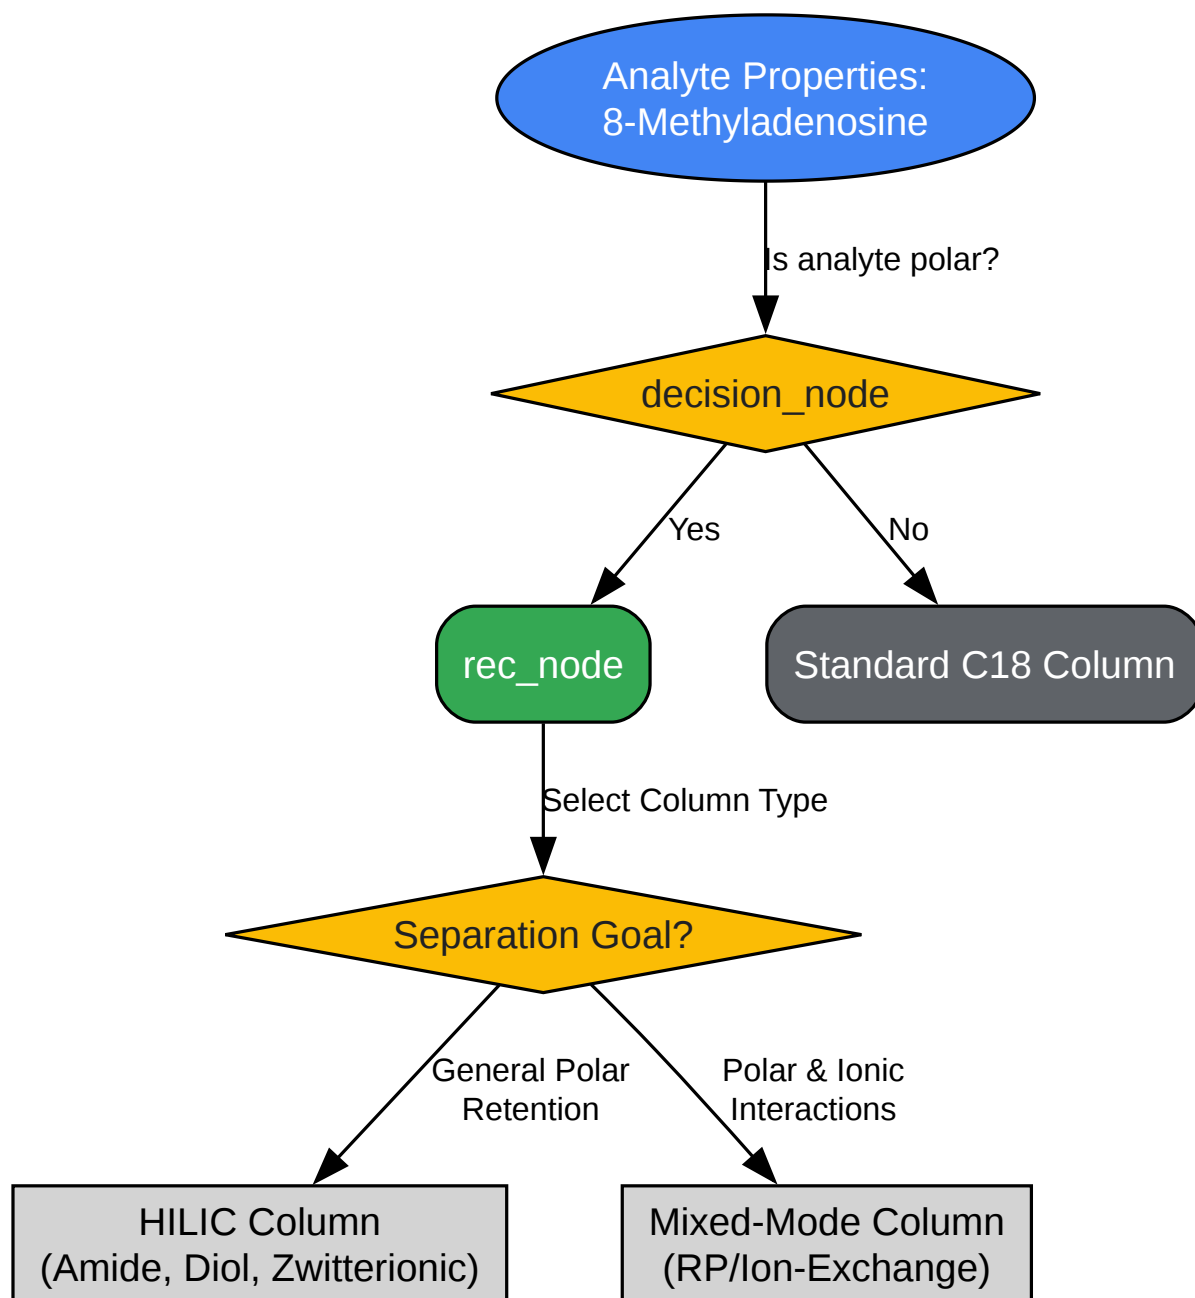 Analyte Properties:
8-Methyladenosine
Is analyte polar?
decision_node
Yes
No
rec_node
Standard C18 Column
Select Column Type
Separation Goal?
General Polar
Retention
Polar & Ionic
Interactions
HILIC Column
(Amide, Diol, Zwitterionic)
Mixed-Mode Column
(RP/Ion-Exchange)